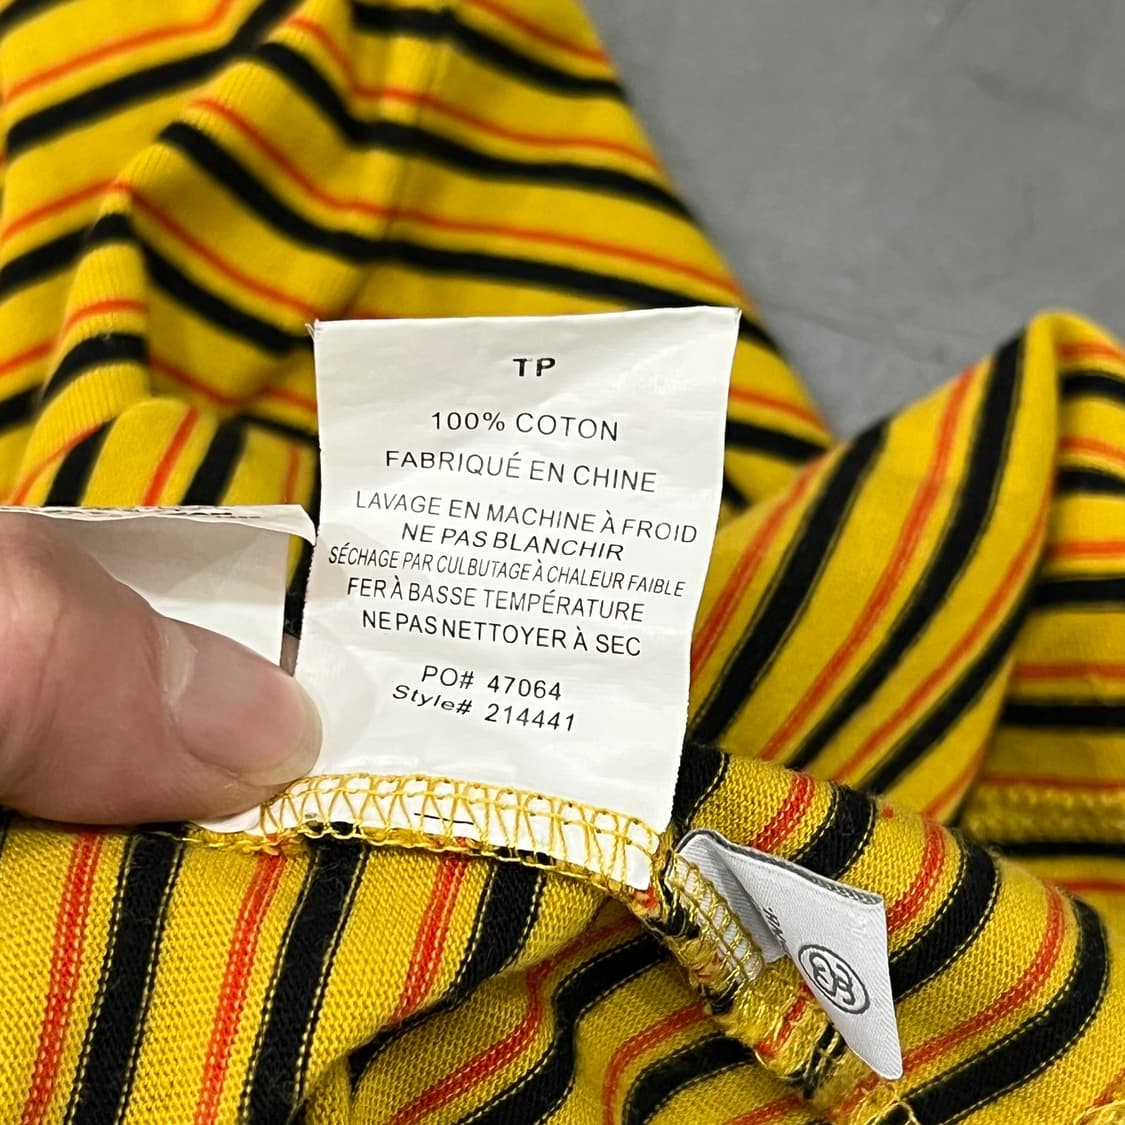 TP
100% COTON
FABRIQUÉ EN CHINE
LAVAGE EN MACHINE À FROID
NE PAS BLANCHIR
SÉCHAGE PAR CULBUTAGE À CHALEUR FAIBLE
FER À BASSE TEMPÉRATURE
NE PAS NETTOYER À SEC
PO# 47064
Style# 214441